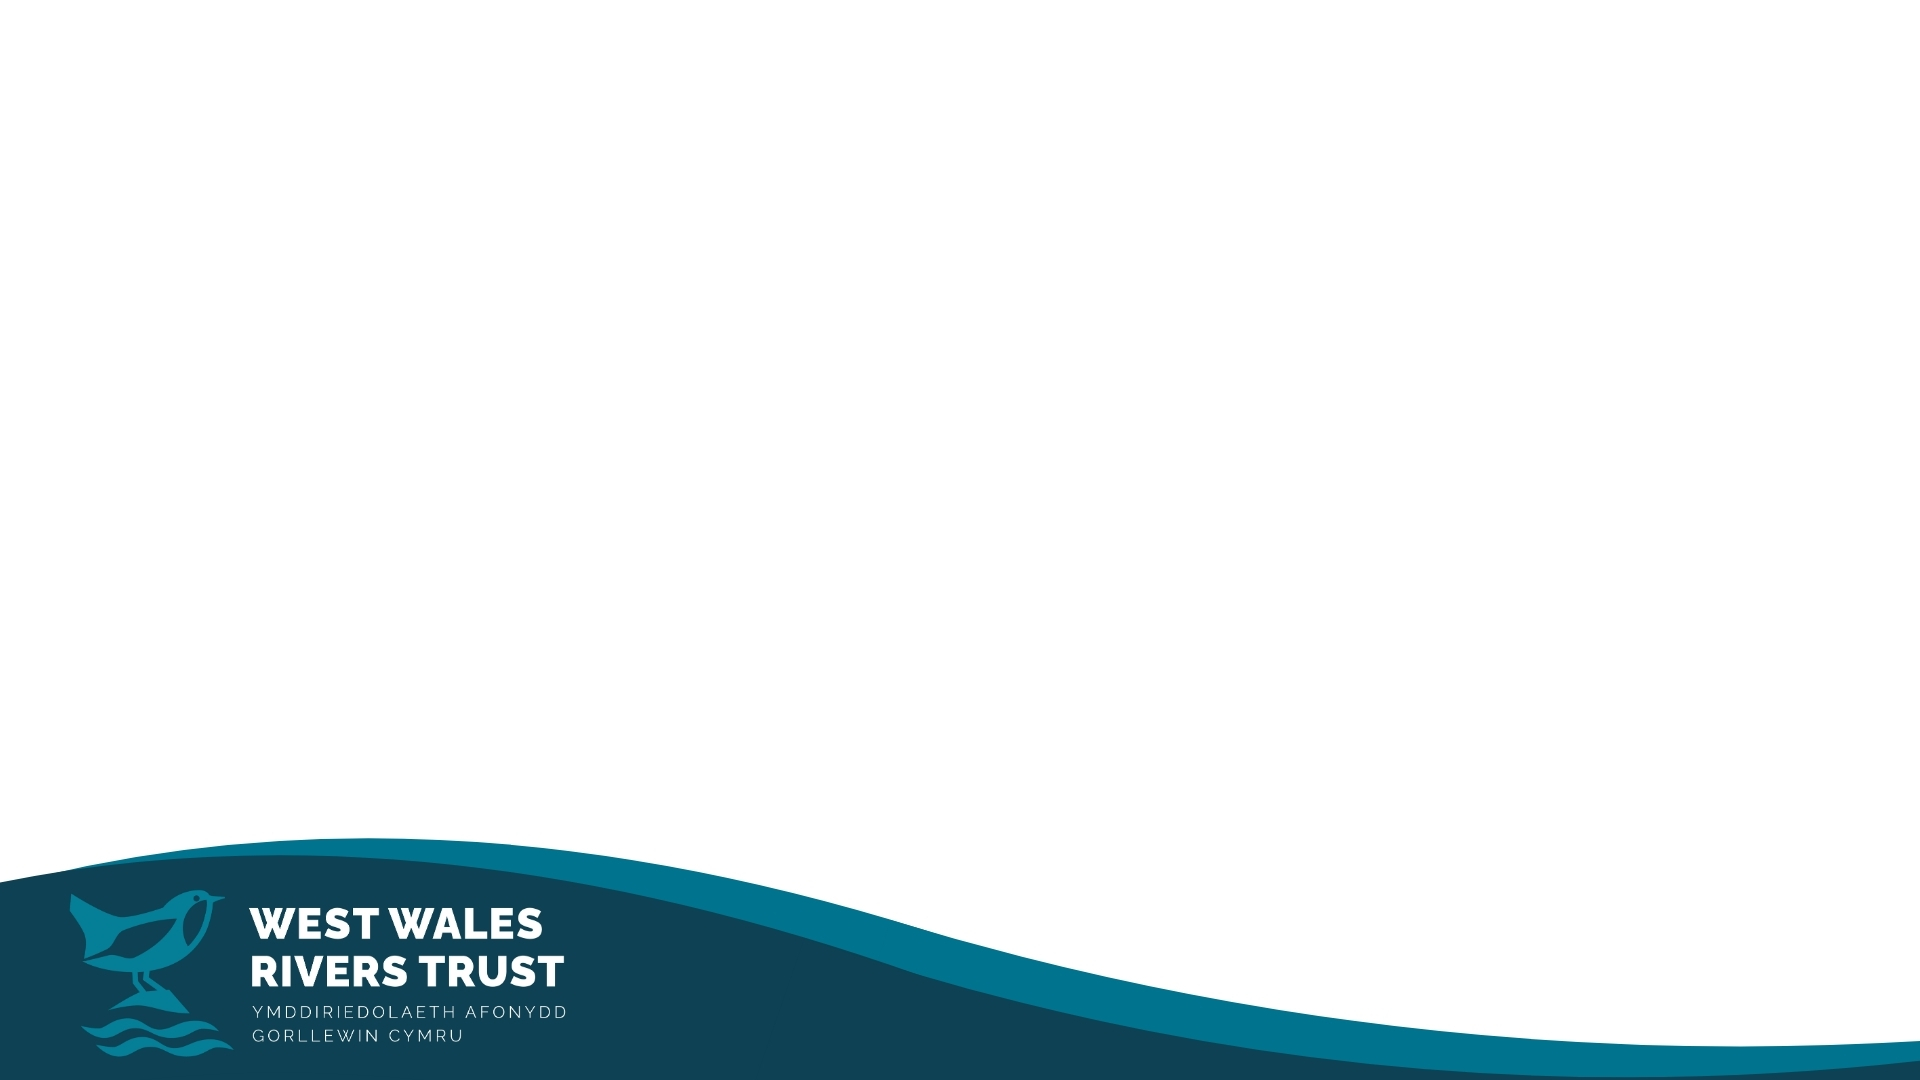 WEST WALES
RIVERS TRUST
YMDDIRIEDOLAETH AFONYDD
GORLLEWIN CYMRU